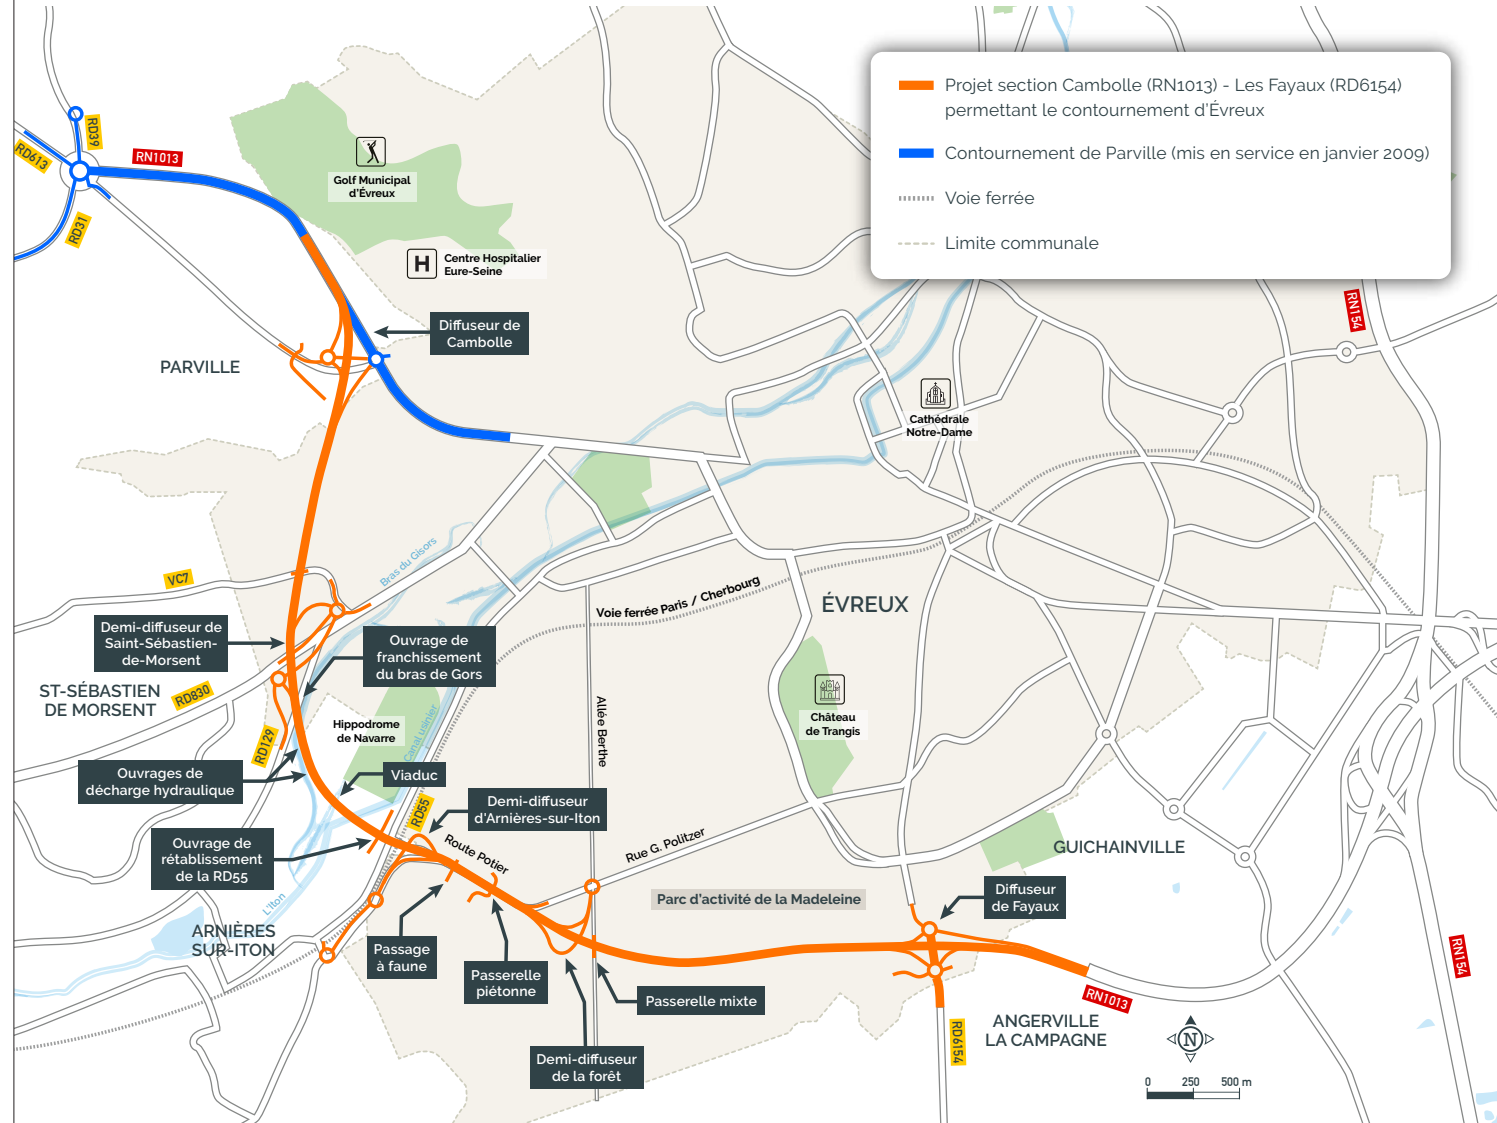 Projet section Cambolle (RN1013) - Les Fayaux (RD6154)
permettant le contournement d'Évreux
Contournement de Parville (mis en service en janvier 2009)
Voie ferrée
Limite communale
RD39
RD613
RN1013
RD31
Golf Municipal
d'Évreux
H
Centre Hospitalier
Eure-Seine
Diffuseur de
Cambolle
PARVILLE
RN154
Cathédrale
Notre-Dame
Bras du Gisors
VC7
Voie ferrée Paris / Cherbourg
ÉVREUX
Demi-diffuseur de
Saint-Sébastien-
de-Morsent
Ouvrage de
franchissement
du bras de Gors
ST-SÉBASTIEN
DE MORSENT
RD830
RD129
Hippodrome
de Navarre
Canal usinier
Allée Berthe
Château
de Trangis
Ouvrages de
décharge hydraulique
Viaduc
RD55
Demi-diffuseur
d'Arnières-sur-Iton
Ouvrage de
rétablissement
de la RD55
Route Potier
Rue G. Politzer
GUICHAINVILLE
L'Iton
Parc d'activité de la Madeleine
Diffuseur
de Fayaux
ARNIÈRES
SUR-ITON
Passage
à faune
Passerelle
piétonne
Passerelle mixte
RN154
RN1013
ANGERVILLE
LA CAMPAGNE
RD6154
Demi-diffuseur
de la forêt
N
0 250 500 m